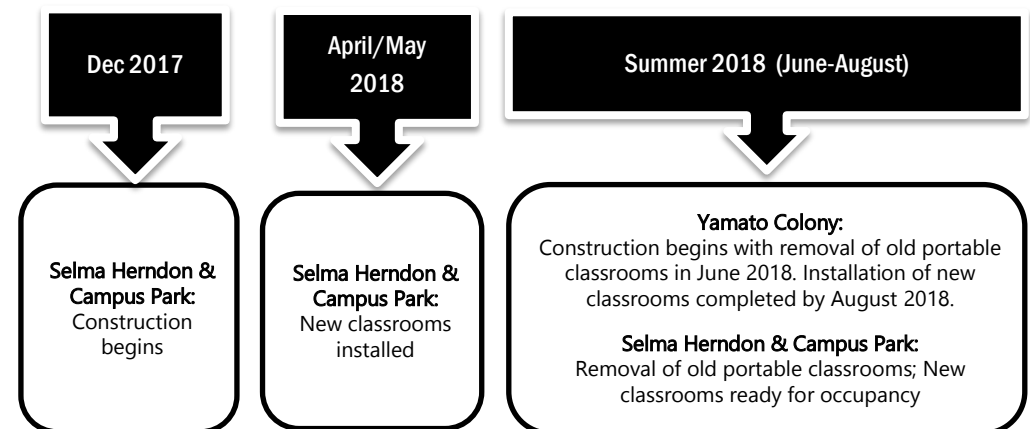 Dec 2017
April/May
2018
Summer 2018 (June-August)
Selma Herndon &
Campus Park:
Construction
begins
Selma Herndon &
Campus Park:
New classrooms
installed
Yamato Colony:
Construction begins with removal of old portable
classrooms in June 2018. Installation of new
classrooms completed by August 2018.
Selma Herndon & Campus Park:
Removal of old portable classrooms; New
classrooms ready for occupancy